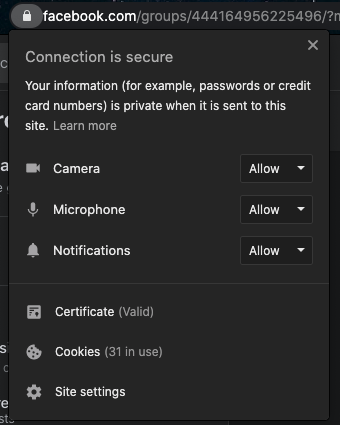 facebook.com/groups/444164956225496/?m
Connection is secure
Your information (for example, passwords or credit
card numbers) is private when it is sent to this
site. Learn more
Camera Allow
Microphone Allow
Notifications Allow
Certificate (Valid)
Cookies (31 in use)
Site settings